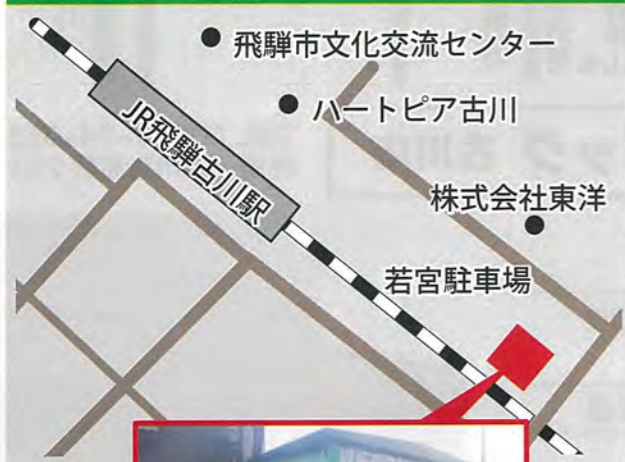 飛騨市文化交流センター
ハートピア古川
JR飛騨古川駅
株式会社東洋
若宮駐車場